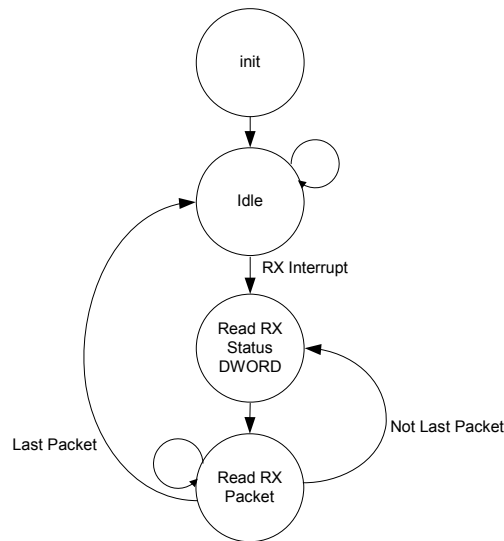 init
Idle
RX Interrupt
Read RX
Status
DWORD
Not Last Packet
Last Packet
Read RX
Packet